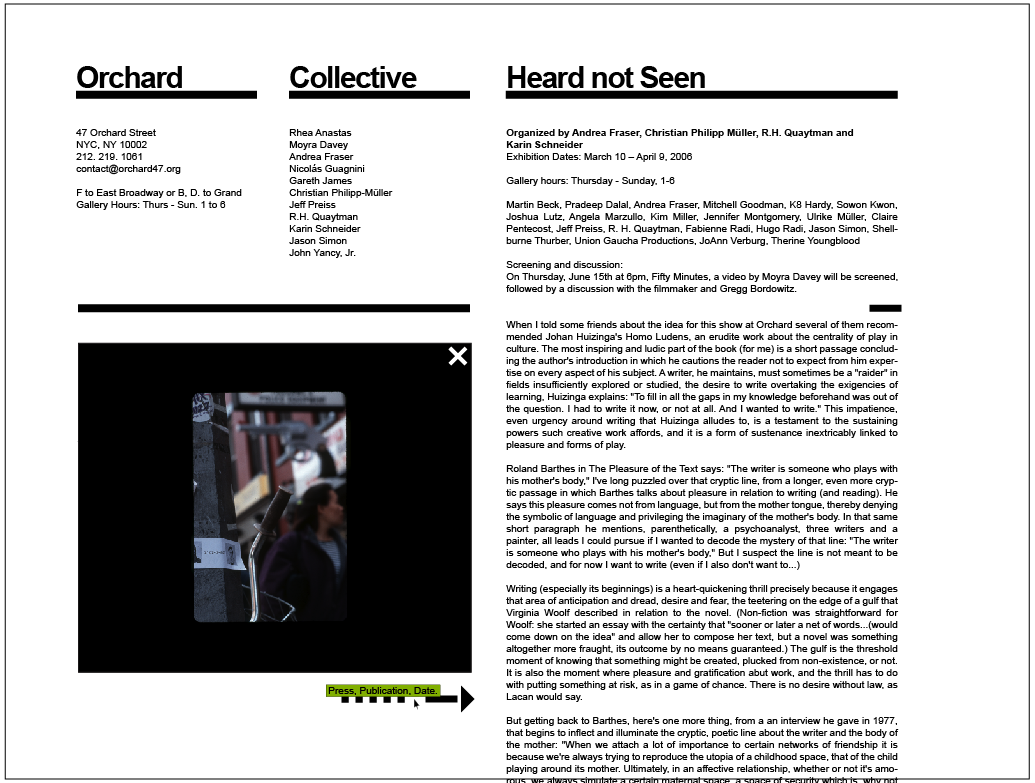 Orchard
47 Orchard Street
NYC, NY 10002
212. 219. 1061
contact@orchard47.org
F to East Broadway or B, D. to Grand
Gallery Hours: Thurs - Sun. 1 to 6
Collective
Rhea Anastas
Moyra Davey
Andrea Fraser
Nicolás Guagnini
Gareth James
Christian Philipp-Müller
Jeff Preiss
R.H. Quaytman
Karin Schneider
Jason Simon
John Yancy, Jr.
Press, Publication, Date.
Heard not Seen
Organized by Andrea Fraser, Christian Philipp Müller, R.H. Quaytman and
Karin Schneider
Exhibition Dates: March 10 – April 9, 2006
Gallery hours: Thursday - Sunday, 1-6
Martin Beck, Pradeep Dalal, Andrea Fraser, Mitchell Goodman, K8 Hardy, Sowon Kwon,
Joshua Lutz, Angela Marzullo, Kim Miller, Jennifer Montgomery, Ulrike Müller, Claire
Pentecost, Jeff Preiss, R. H. Quaytman, Fabienne Radi, Hugo Radi, Jason Simon, Shell-
burne Thurber, Union Gaucha Productions, JoAnn Verburg, Therine Youngblood
Screening and discussion:
On Thursday, June 15th at 6pm, Fifty Minutes, a video by Moyra Davey will be screened,
followed by a discussion with the filmmaker and Gregg Bordowitz.
When I told some friends about the idea for this show at Orchard several of them recom-
mended Johan Huizinga's Homo Ludens, an erudite work about the centrality of play in
culture. The most inspiring and ludic part of the book (for me) is a short passage conclud-
ing the author's introduction in which he cautions the reader not to expect from him exper-
tise on every aspect of his subject. A writer, he maintains, must sometimes be a "raider" in
fields insufficiently explored or studied, the desire to write overtaking the exigencies of
learning, Huizinga explains: "To fill in all the gaps in my knowledge beforehand was out of
the question. I had to write it now, or not at all. And I wanted to write." This impatience,
even urgency around writing that Huizinga alludes to, is a testament to the sustaining
powers such creative work affords, and it is a form of sustenance inextricably linked to
pleasure and forms of play.
Roland Barthes in The Pleasure of the Text says: "The writer is someone who plays with
his mother's body," I've long puzzled over that cryptic line, from a longer, even more cryp-
tic passage in which Barthes talks about pleasure in relation to writing (and reading). He
says this pleasure comes not from language, but from the mother tongue, thereby denying
the symbolic of language and privileging the imaginary of the mother's body. In that same
short paragraph he mentions, parenthetically, a psychoanalyst, three writers and a
painter, all leads I could pursue if I wanted to decode the mystery of that line: "The writer
is someone who plays with his mother's body," But I suspect the line is not meant to be
decoded, and for now I want to write (even if I also don't want to...)
Writing (especially its beginnings) is a heart-quickening thrill precisely because it engages
that area of anticipation and dread, desire and fear, the teetering on the edge of a gulf that
Virginia Woolf described in relation to the novel. (Non-fiction was straightforward for
Woolf: she started an essay with the certainty that "sooner or later a net of words...(would
come down on the idea" and allow her to compose her text, but a novel was something
altogether more fraught, its outcome by no means guaranteed.) The gulf is the threshold
moment of knowing that something might be created, plucked from non-existence, or not.
It is also the moment where pleasure and gratification abut work, and the thrill has to do
with putting something at risk, as in a game of chance. There is no desire without law, as
Lacan would say.
But getting back to Barthes, here's one more thing, from a an interview he gave in 1977,
that begins to inflect and illuminate the cryptic, poetic line about the writer and the body of
the mother: "When we attach a lot of importance to certain networks of friendship it is
because we're always trying to reproduce the utopia of a childhood space, that of the child
playing around its mother. Ultimately, in an affective relationship, whether or not it's amo-
rous, we always simulate a certain maternal space, a space of security which is, why not